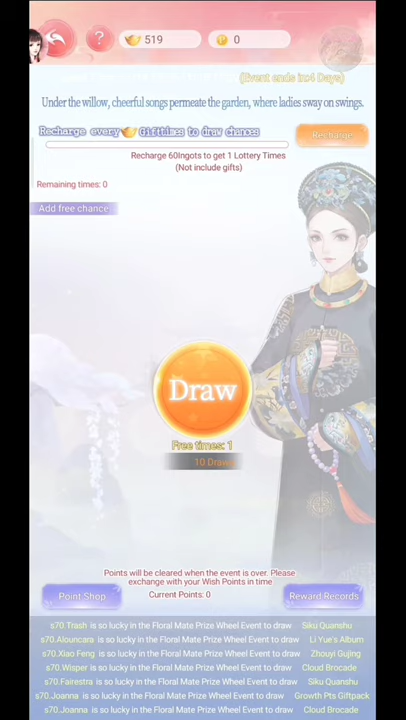 ?
519
0
(Event ends in:4 Days)
Under the willow, cheerful songs permeate the garden, where ladies sway on swings.
Recharge every Gifttimes to draw chances
Recharge
Recharge 60Ingots to get 1 Lottery Times
(Not include gifts)
Remaining times: 0
Add free chance
Draw
Free times: 1
10 Draws
Points will be cleared when the event is over. Please
exchange with your Wish Points in time
Current Points: 0
Point Shop
Reward Records
s70.Trash is so lucky in the Floral Mate Prize Wheel Event to draw Siku Quanshu
s70.Alouncara is so lucky in the Floral Mate Prize Wheel Event to draw Li Yue's Album
s70.Xiao Feng is so lucky in the Floral Mate Prize Wheel Event to draw Zhouyi Gujing
s70.Wisper is so lucky in the Floral Mate Prize Wheel Event to draw Cloud Brocade
s70.Fairestra is so lucky in the Floral Mate Prize Wheel Event to draw Siku Quanshu
s70.Joanna is so lucky in the Floral Mate Prize Wheel Event to draw Growth Pts Giftpack
s70.Joanna is so lucky in the Floral Mate Prize Wheel Event to draw Cloud Brocade